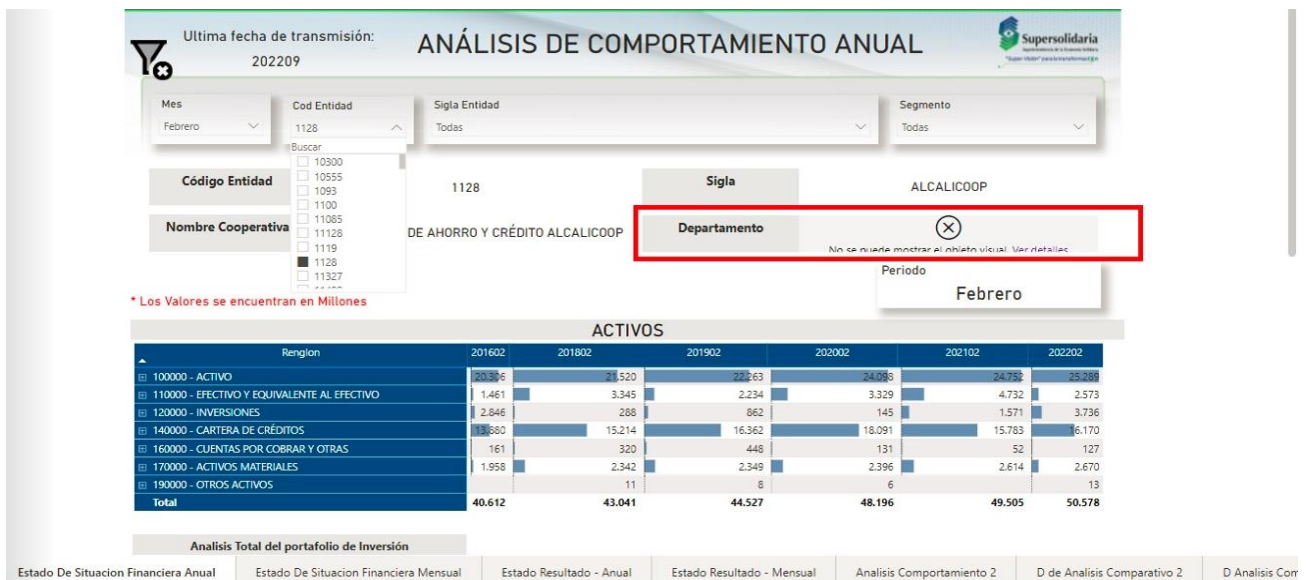 Ultima fecha de transmisión:
202209
ANÁLISIS DE COMPORTAMIENTO ANUAL
Supersolidaria
Superintendencia de la Economía Solidaria
Mes
Febrero
Cod Entidad
1128
Sigla Entidad
Todas
Segmento
Todas
Buscar
10300
10555
1093
1100
11085
11128
1119
1128
11327
Código Entidad
1128
Sigla
ALCALICOOP
Nombre Cooperativa
DE AHORRO Y CRÉDITO ALCALICOOP
Departamento
No se puede mostrar el objeto visual. Ver detalles
Periodo
Febrero
* Los Valores se encuentran en Millones
ACTIVOS
Renglon 201602 201802 201902 202002 202102 202202
100000 - ACTIVO 20.306 21.520 22.263 24.098 24.752 25.289
110000 - EFECTIVO Y EQUIVALENTE AL EFECTIVO 1.461 3.345 2.234 3.329 4.732 2.573
120000 - INVERSIONES 2.846 288 862 145 1.571 3.736
140000 - CARTERA DE CRÉDITOS 13.880 15.214 16.362 18.091 15.783 16.170
160000 - CUENTAS POR COBRAR Y OTRAS 161 320 448 131 52 127
170000 - ACTIVOS MATERIALES 1.958 2.342 2.349 2.396 2.614 2.670
190000 - OTROS ACTIVOS 11 8 6 13
Total 40.612 43.041 44.527 48.196 49.505 50.578
Analisis Total del portafolio de Inversión
Estado De Situacion Financiera Anual
Estado De Situacion Financiera Mensual
Estado Resultado - Anual
Estado Resultado - Mensual
Analisis Comportamiento 2
D de Analisis Comparativo 2
D Analisis Com